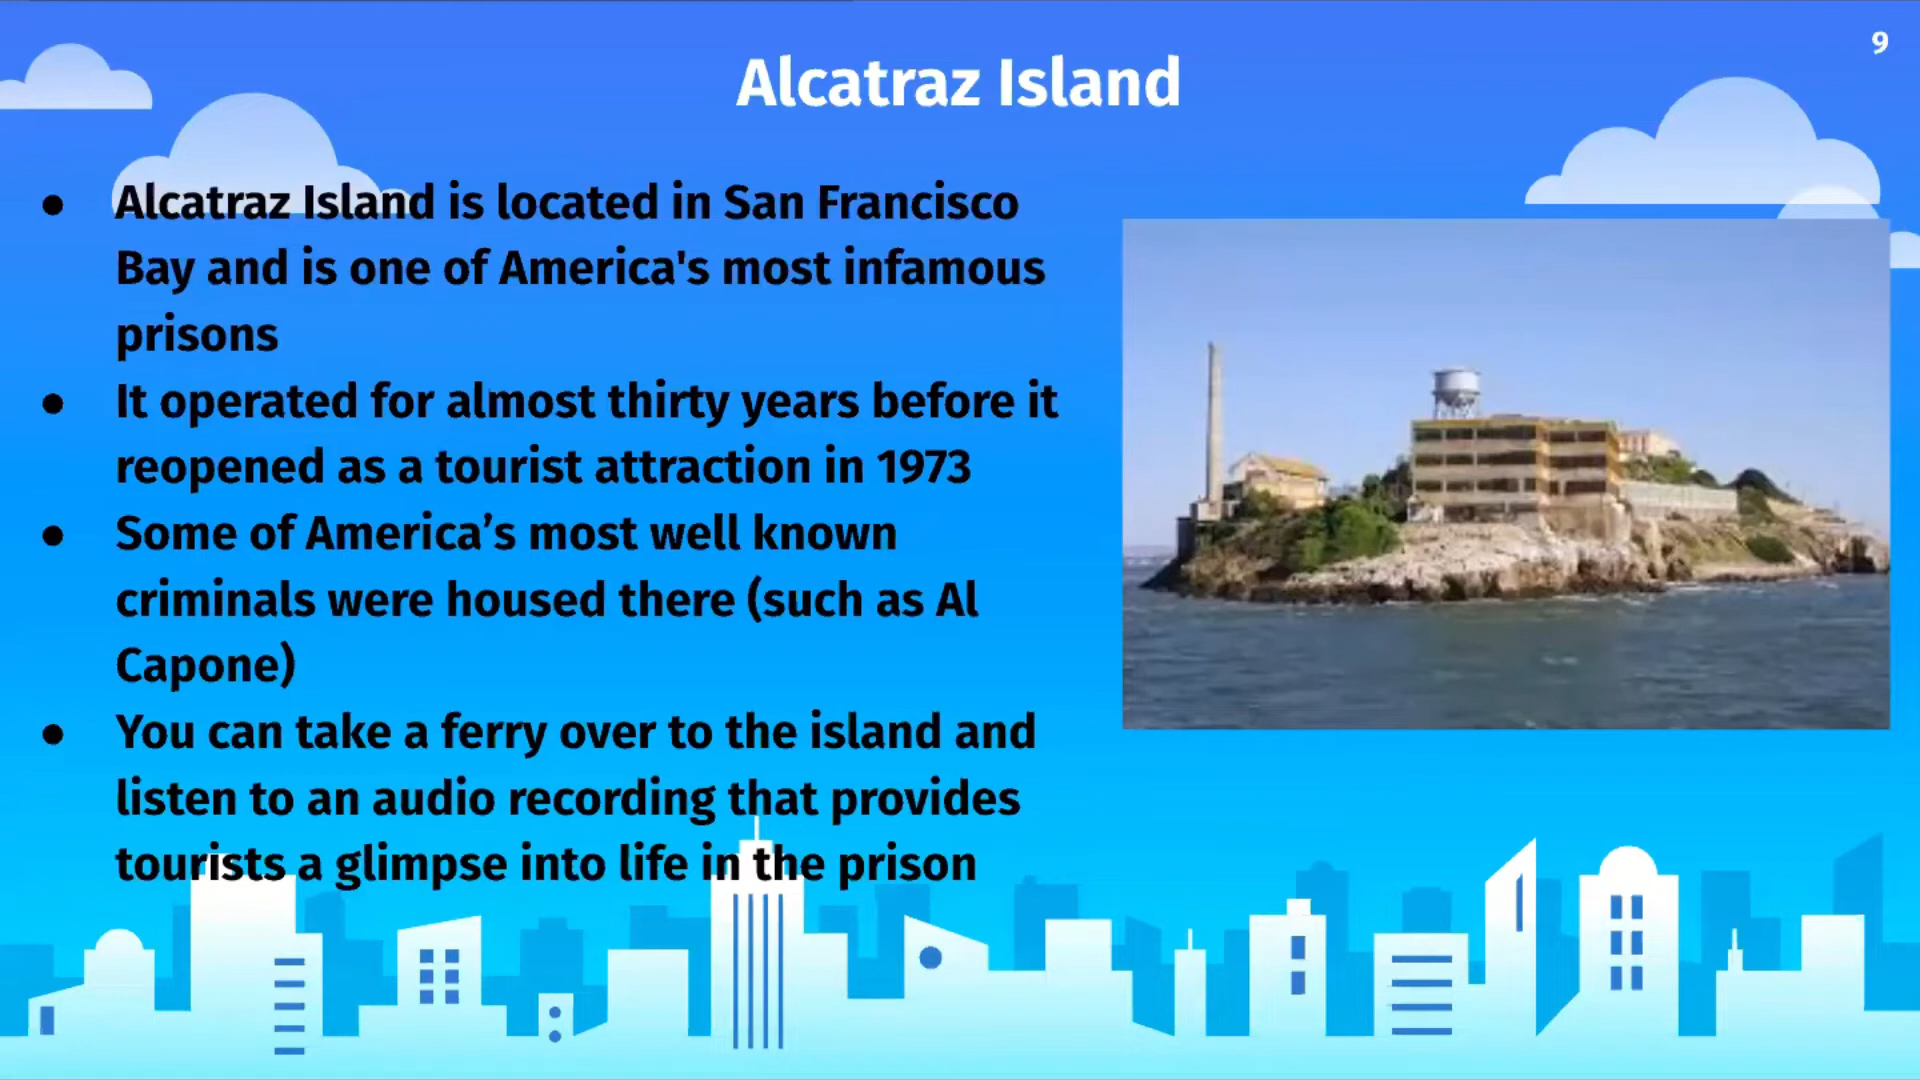 9
Alcatraz Island
● Alcatraz Island is located in San Francisco
Bay and is one of America's most infamous
prisons
● It operated for almost thirty years before it
reopened as a tourist attraction in 1973
● Some of America’s most well known
criminals were housed there (such as Al
Capone)
● You can take a ferry over to the island and
listen to an audio recording that provides
tourists a glimpse into life in the prison